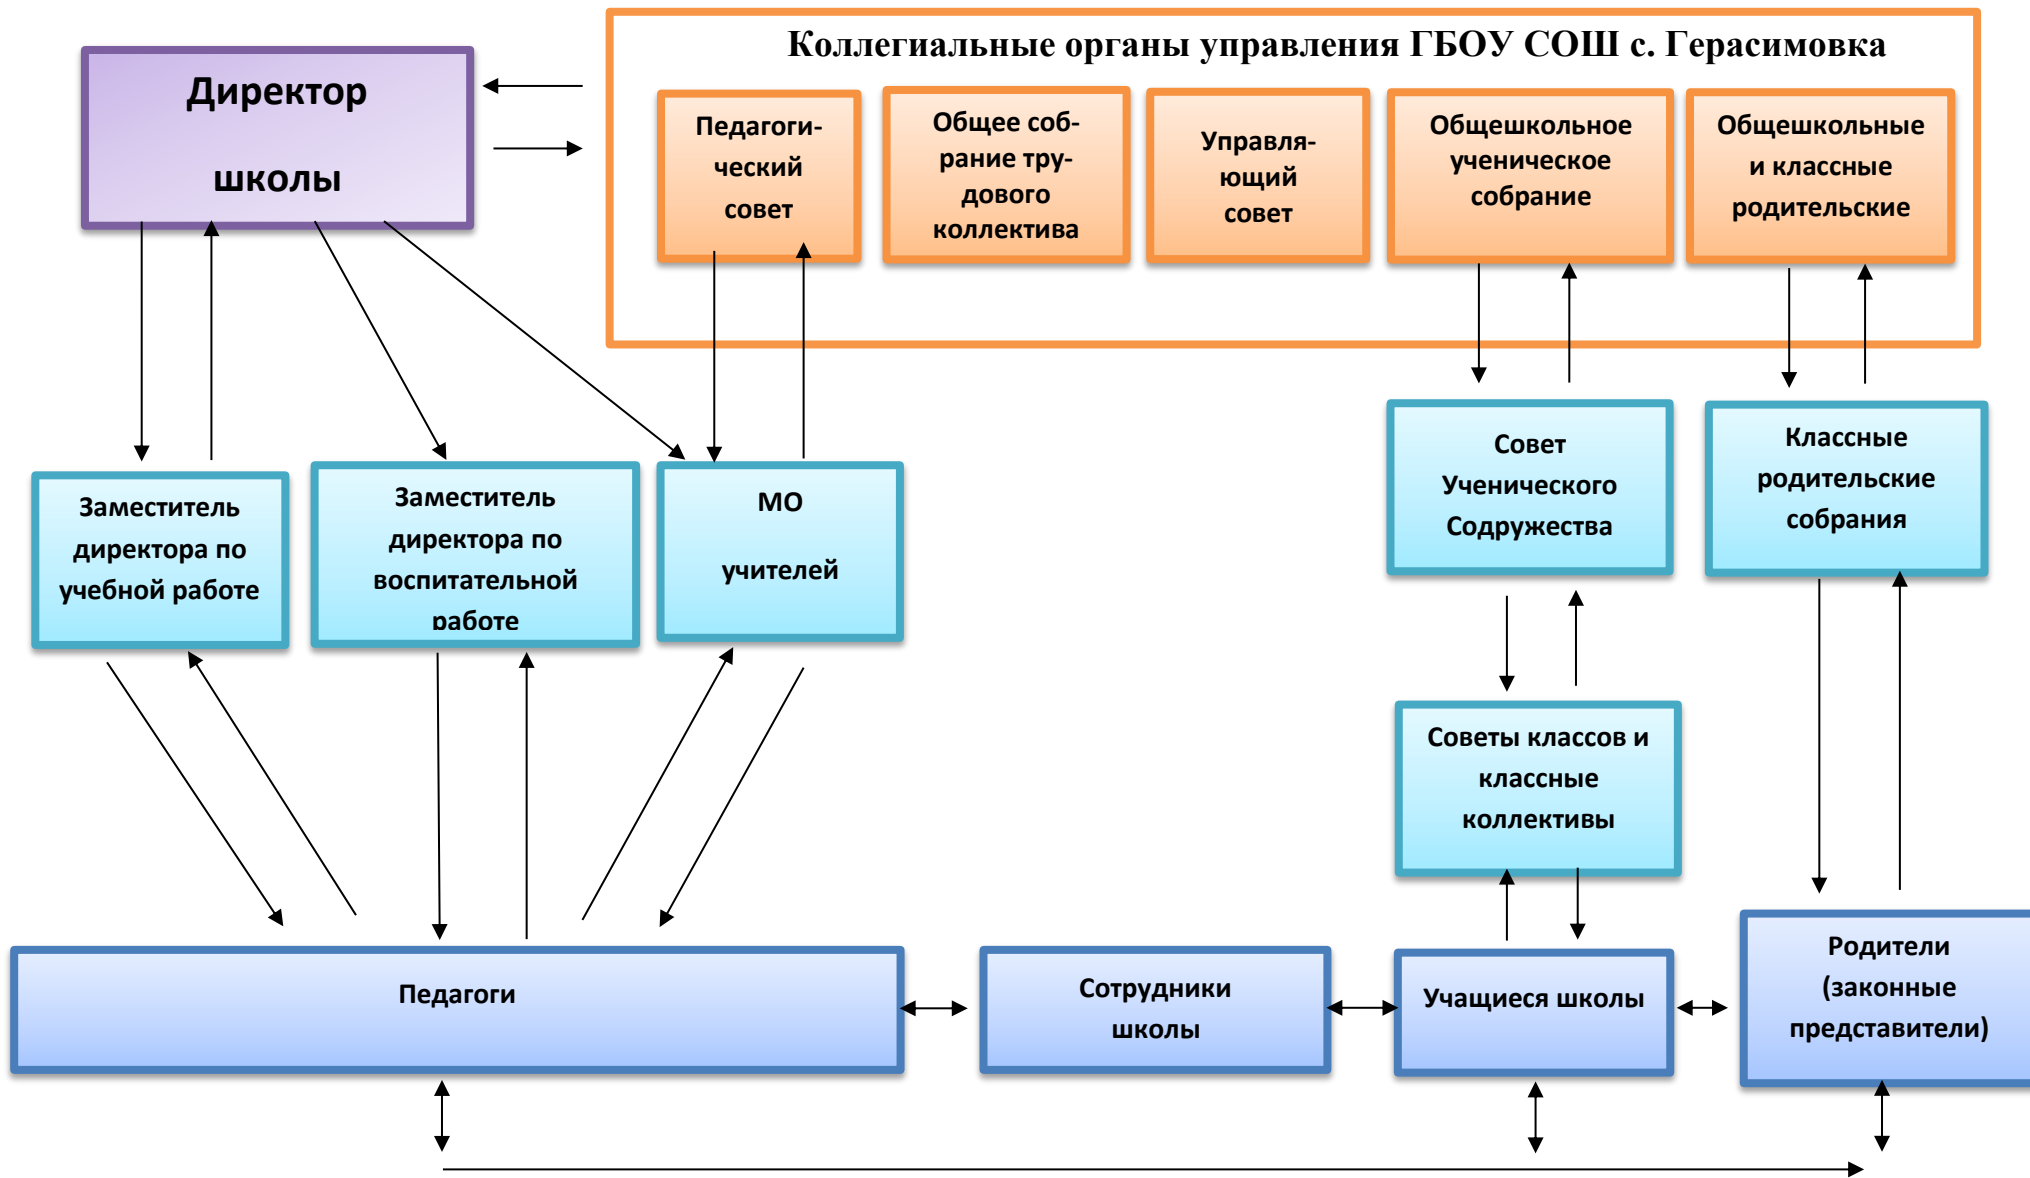 Коллегиальные органы управления ГБОУ СОШ с. Герасимовка
Директор
школы
Педагоги-
ческий
совет
Общее соб-
рание тру-
дового
коллектива
Управля-
ющий
совет
Общешкольное
ученическое
собрание
Общешкольные
и классные
родительские
Заместитель
директора по
учебной работе
Заместитель
директора по
воспитательной
работе
МО
учителей
Совет
Ученического
Содружества
Классные
родительские
собрания
Советы классов и
классные
коллективы
Педагоги
Сотрудники
школы
Учащиеся школы
Родители
(законные
представители)